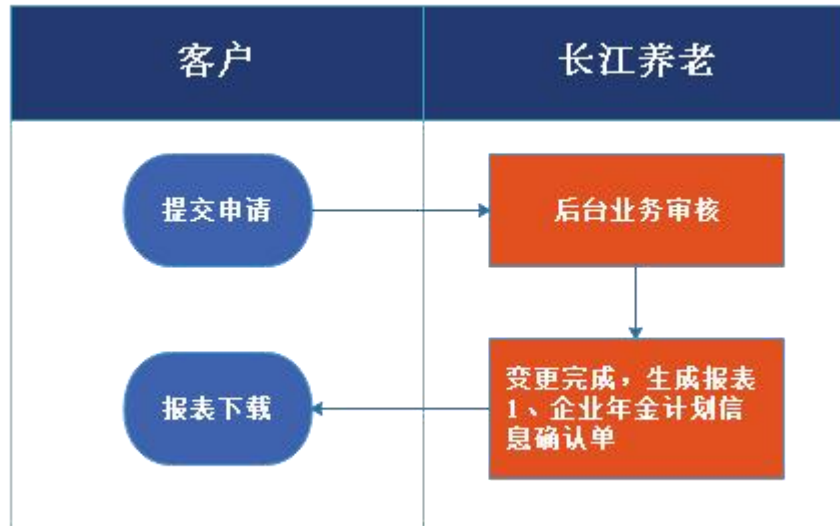 客户
长江养老
提交申请
后台业务审核
报表下载
变更完成，生成报表
1、企业年金计划信
息确认单